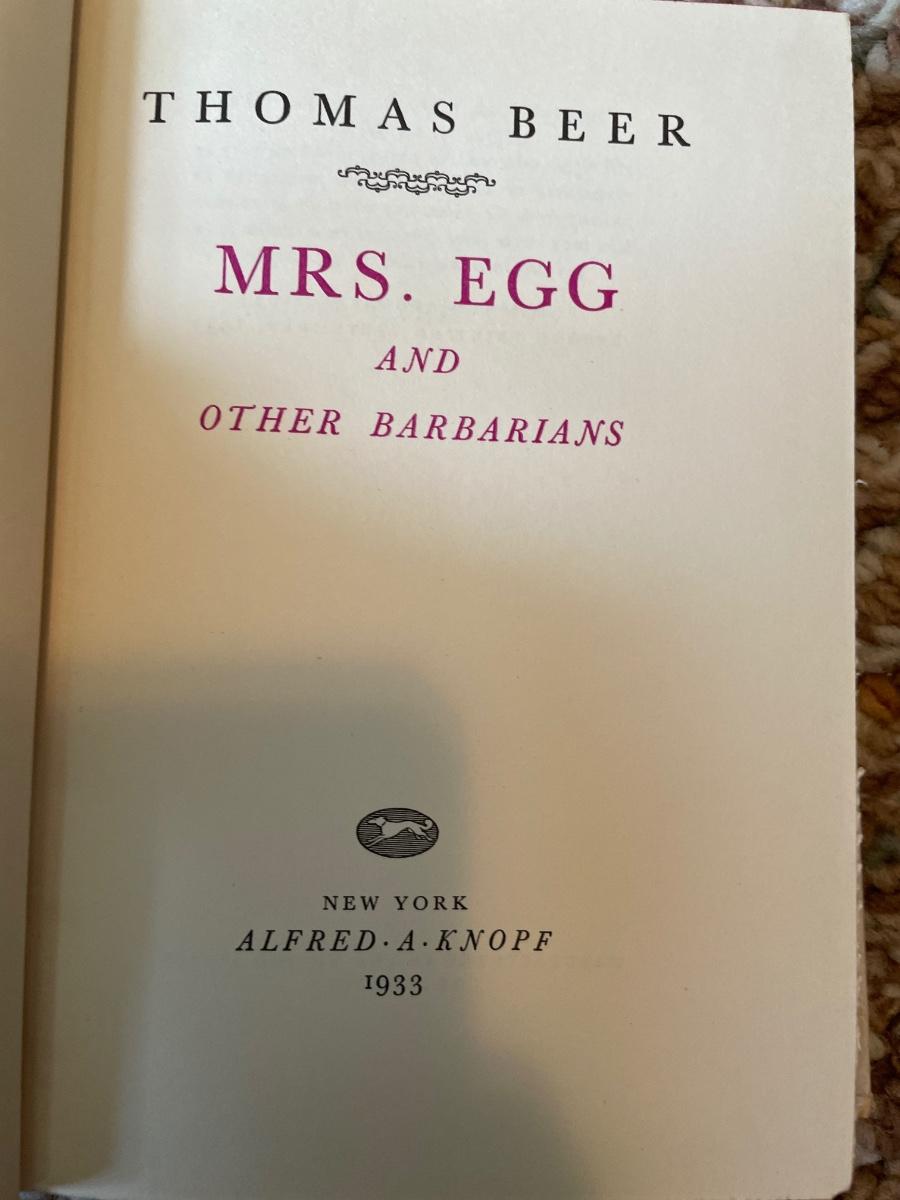 THOMAS BEER
MRS. EGG
AND
OTHER BARBARIANS
NEW YORK
ALFRED·A·KNOPF
1933